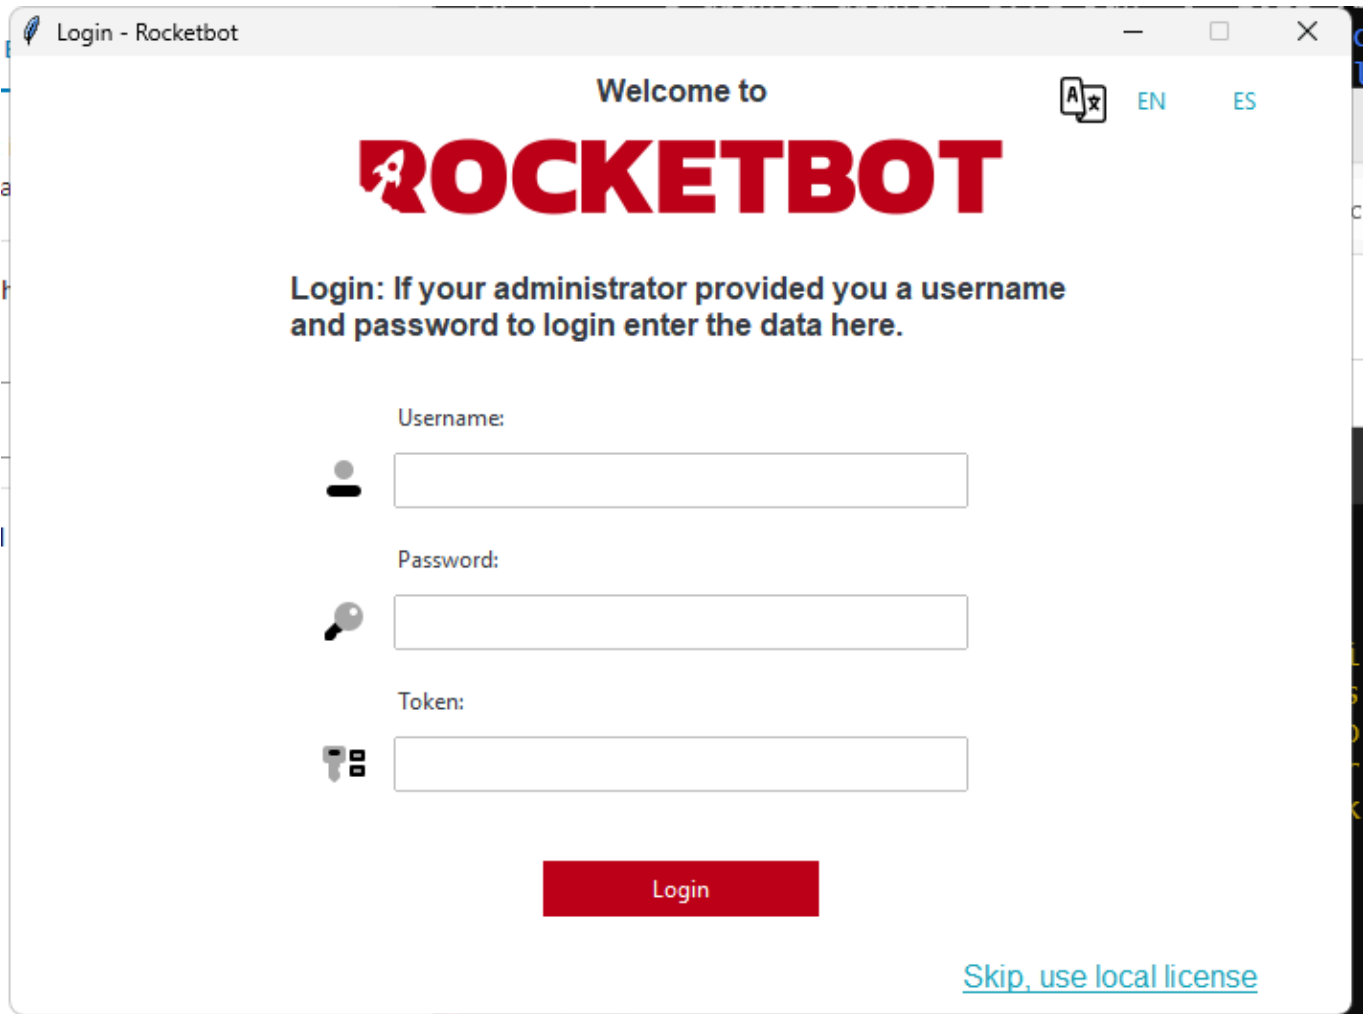 Login - Rocketbot
Welcome to
EN ES
ROCKETBOT
Login: If your administrator provided you a username
and password to login enter the data here.
Username:
Password:
Token:
Login
Skip, use local license